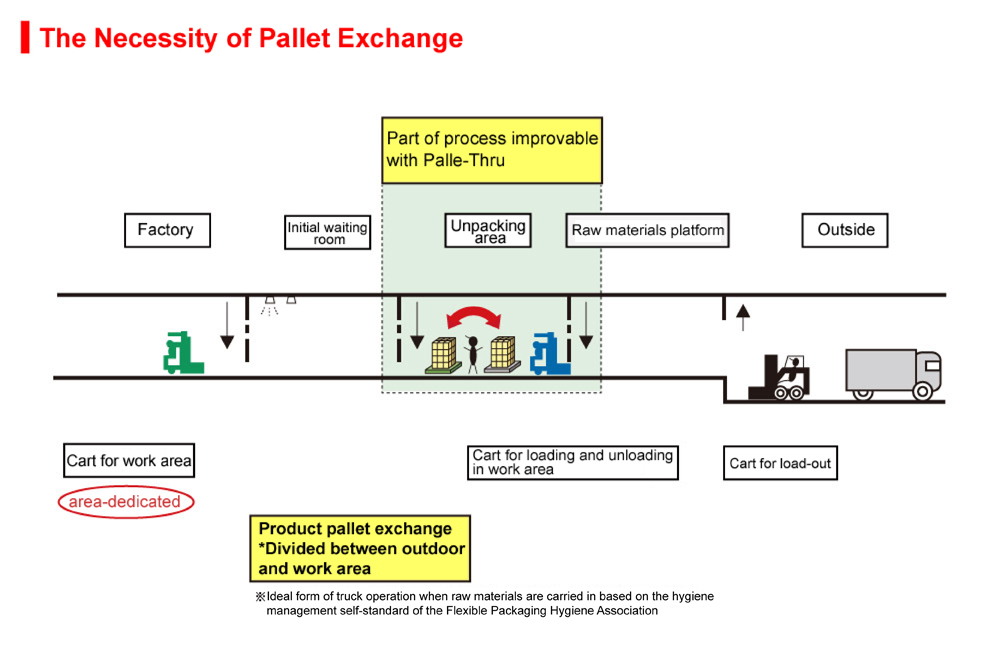 The Necessity of Pallet Exchange
Part of process improvable
with Palle-Thru
Factory
Initial waiting
room
Unpacking
area
Raw materials platform
Outside
Cart for work area
area-dedicated
Cart for loading and unloading
in work area
Cart for load-out
Product pallet exchange
*Divided between outdoor
and work area
※Ideal form of truck operation when raw materials are carried in based on the hygiene
management self-standard of the Flexible Packaging Hygiene Association